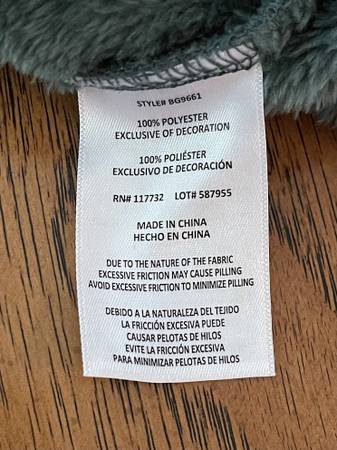 STYLE# BG9661
100% POLYESTER
EXCLUSIVE OF DECORATION
100% POLIÉSTER
EXCLUSIVO DE DECORACIÓN
RN# 117732 LOT# 587955
MADE IN CHINA
HECHO EN CHINA
DUE TO THE NATURE OF THE FABRIC
EXCESSIVE FRICTION MAY CAUSE PILLING
AVOID EXCESSIVE FRICTION TO MINIMIZE PILLING
DEBIDO A LA NATURALEZA DEL TEJIDO
LA FRICCIÓN EXCESIVA PUEDE
CAUSAR PELOTAS DE HILOS
EVITE LA FRICCIÓN EXCESIVA
PARA MINIMIZAR PELOTAS DE HILOS